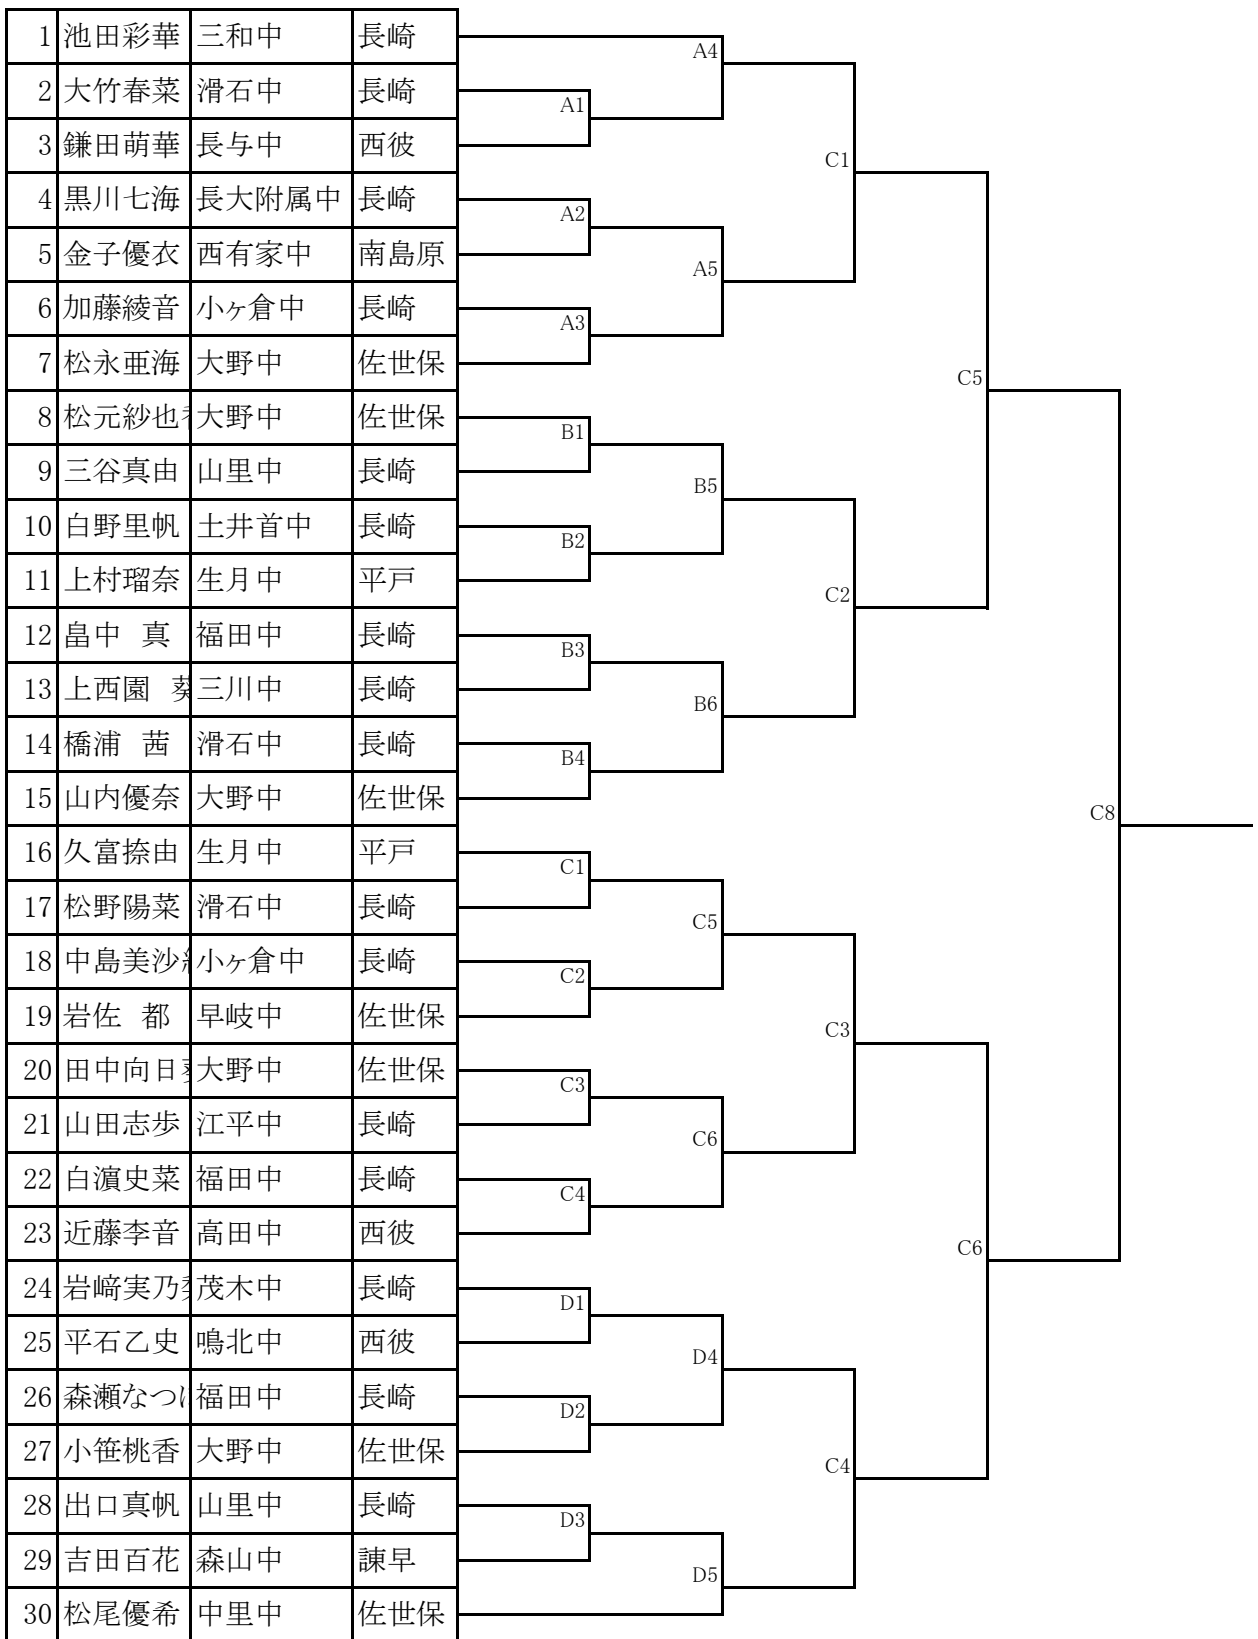 1 池田彩華 三和中 長崎
A4
2 大竹春菜 滑石中 長崎
A1
3 鎌田萌華 長与中 西彼
C1
4 黒川七海 長大附属中 長崎
A2
5 金子優衣 西有家中 南島原
A5
6 加藤綾音 小ヶ倉中 長崎
A3
7 松永亜海 大野中 佐世保
C5
8 松元紗也 大野中 佐世保
B1
9 三谷真由 山里中 長崎
B5
10 白野里帆 土井首中 長崎
B2
11 上村瑠奈 生月中 平戸
C2
12 畠中 真 福田中 長崎
B3
13 上西園 葵 三川中 長崎
B6
14 橋浦 茜 滑石中 長崎
B4
15 山内優奈 大野中 佐世保
C8
16 久富捺由 生月中 平戸
C1
17 松野陽菜 滑石中 長崎
C5
18 中島美沙 小ヶ倉中 長崎
C2
19 岩佐 都 早岐中 佐世保
C3
20 田中向日 大野中 佐世保
C3
21 山田志歩 江平中 長崎
C6
22 白濵史菜 福田中 長崎
C4
23 近藤李音 高田中 西彼
C6
24 岩﨑実乃 茂木中 長崎
D1
25 平石乙史 鳴北中 西彼
D4
26 森瀬なつ 福田中 長崎
D2
27 小笹桃香 大野中 佐世保
C4
28 出口真帆 山里中 長崎
D3
29 吉田百花 森山中 諫早
D5
30 松尾優希 中里中 佐世保